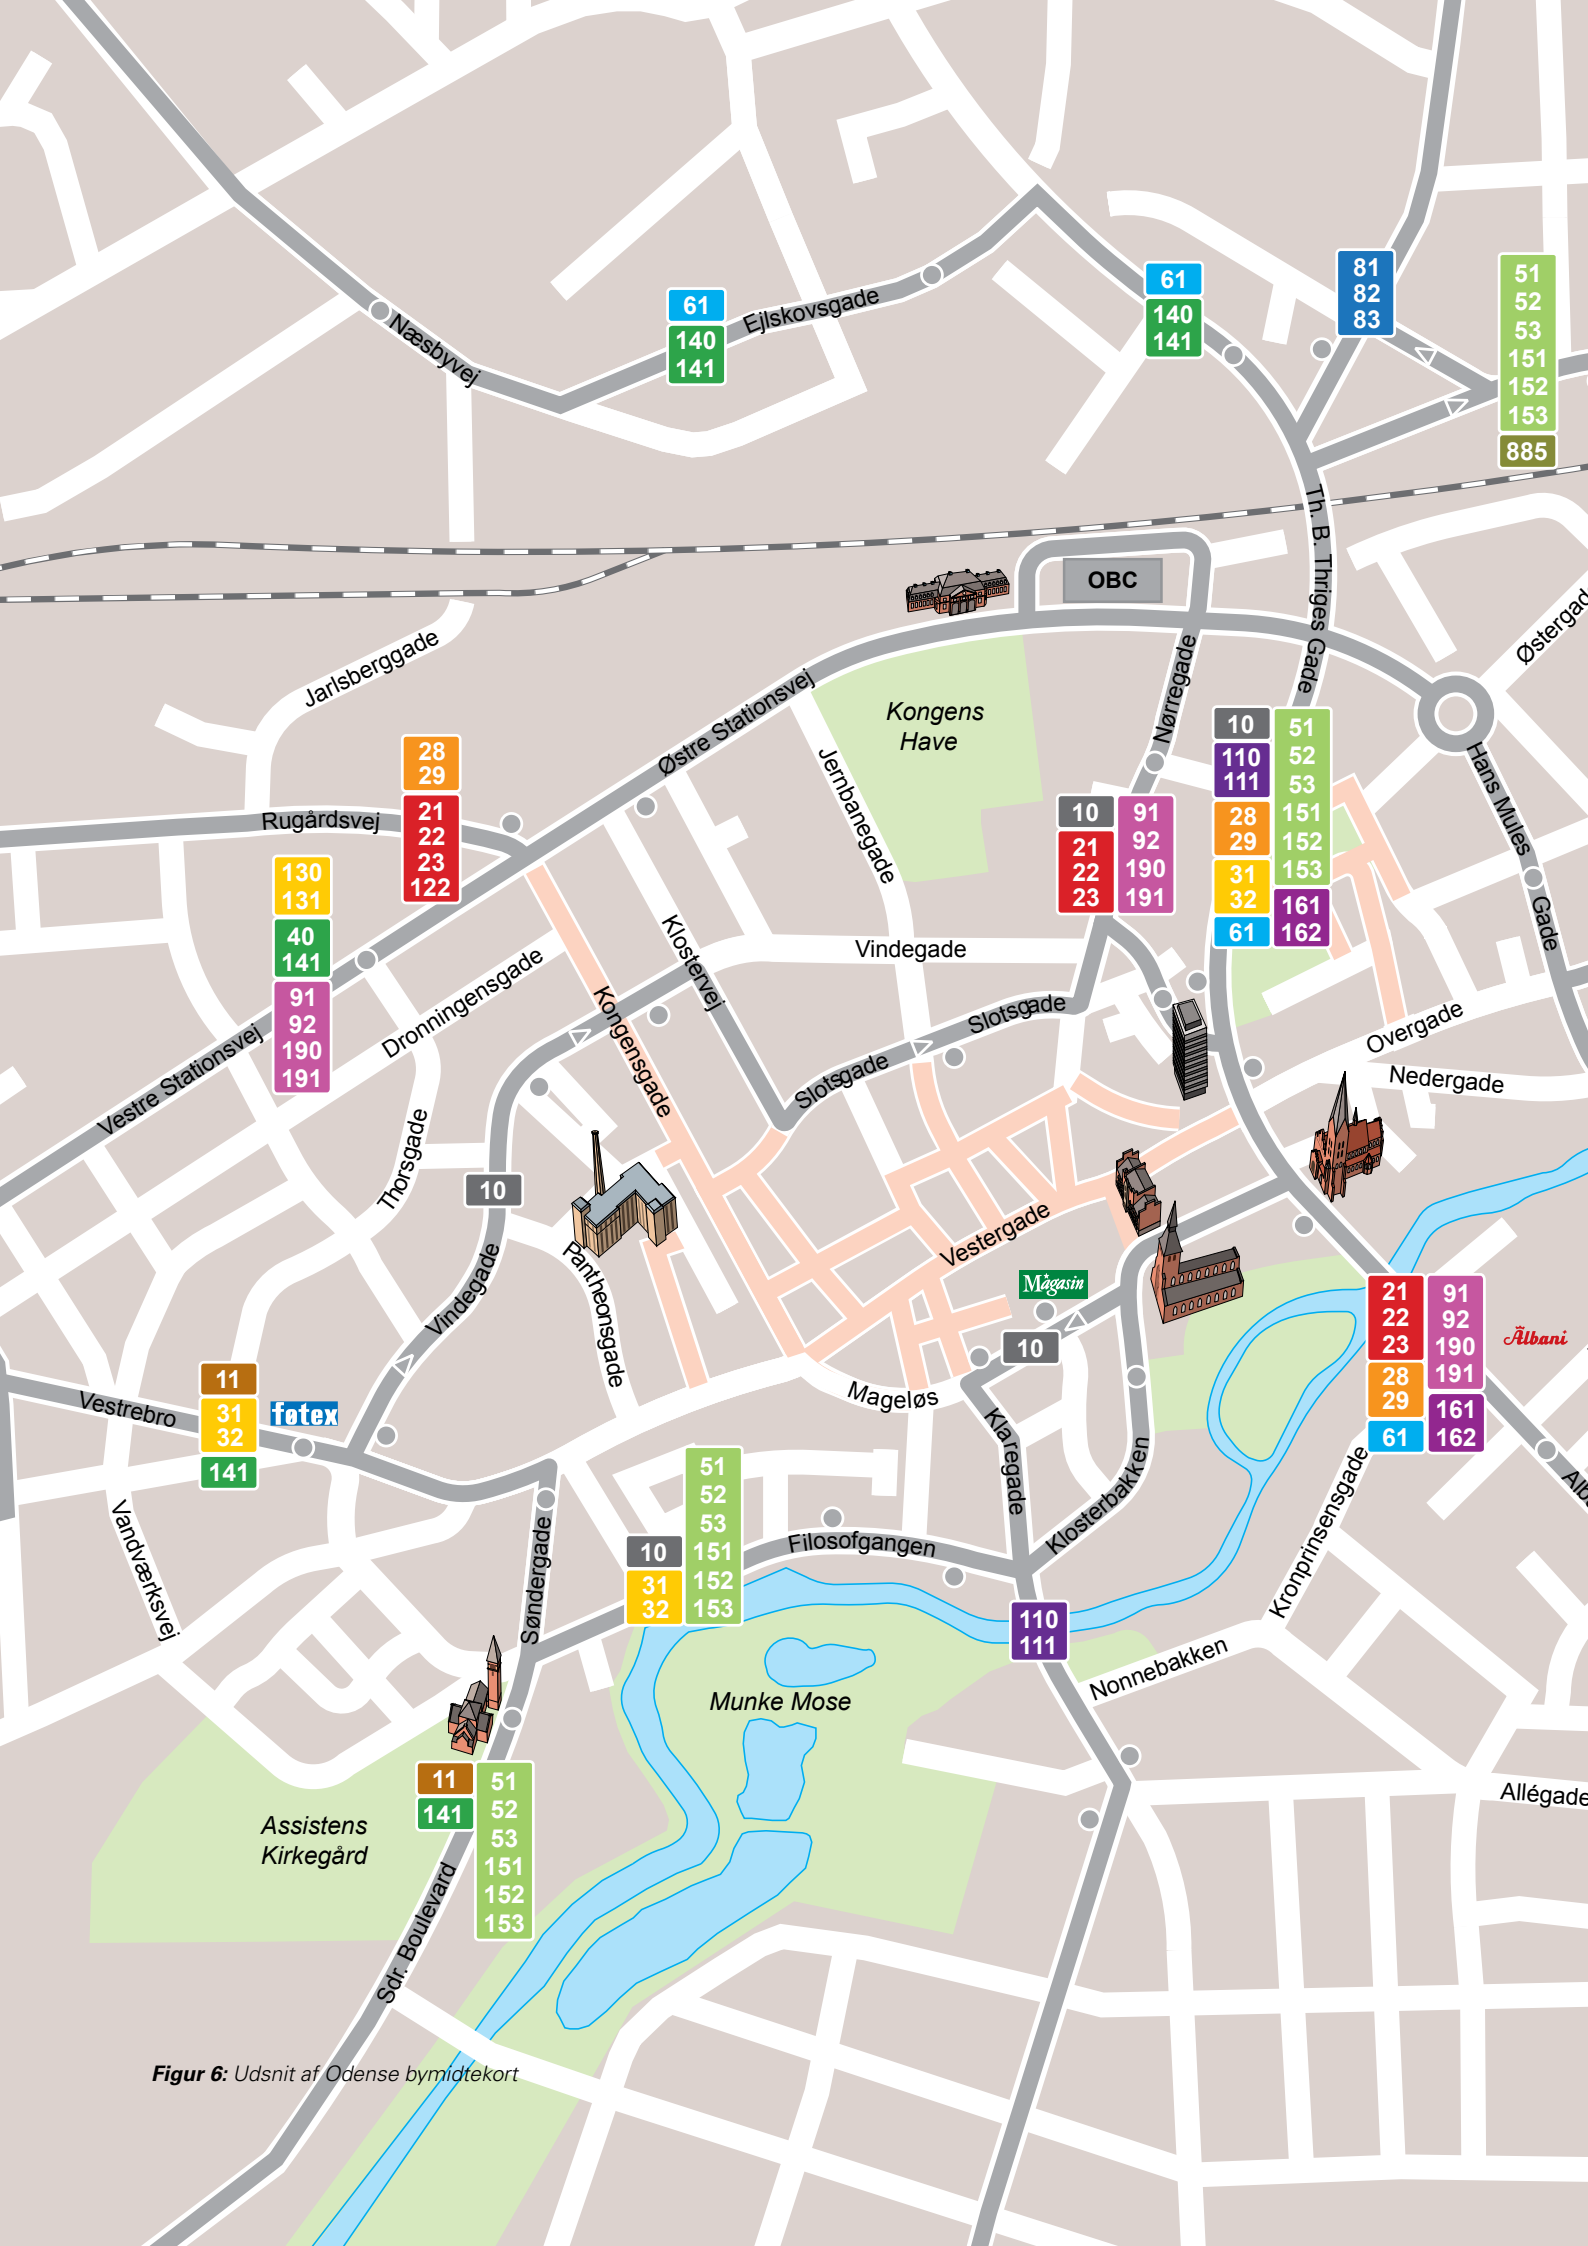 61
140
141
Næsbyvej
Ejlskovsgade
61
140
141
81
82
83
51
52
53
151
152
153
885
Th. B. Thriges Gade
OBC
Østergad
Jarlsberggade
Kongens
Have
Nørregade
Østre Stationsvej
Jernbanegade
28
29
21
22
23
122
Rugårdsvej
10
110
111
28
29
31
32
61
51
52
53
151
152
153
161
162
Hans Mules Gade
10
21
22
23
91
92
190
191
130
131
40
141
91
92
190
191
Klostervej
Vindegade
Dronningensgade
Kongensgade
Slotsgade
Slotsgade
Overgade
Nedergade
Vestre Stationsvej
Thorsgade
10
Vestergade
Pantheonsgade
Vindegade
Mågasin
10
21
22
23
28
29
61
91
92
190
191
161
162
Albani
Mageløs
11
31
32
141
føtex
Vestrebro
Klaregade
Klosterbakken
Kronprinsensgade
Alb
Vandværksvej
Søndergade
10
31
32
51
52
53
151
152
153
Filosofgangen
110
111
Nonnebakken
Munke Mose
Allégade
11
141
51
52
53
151
152
153
Assistens
Kirkegård
Sdr. Boulevard
Figur 6: Udsnit af Odense bymidtekort